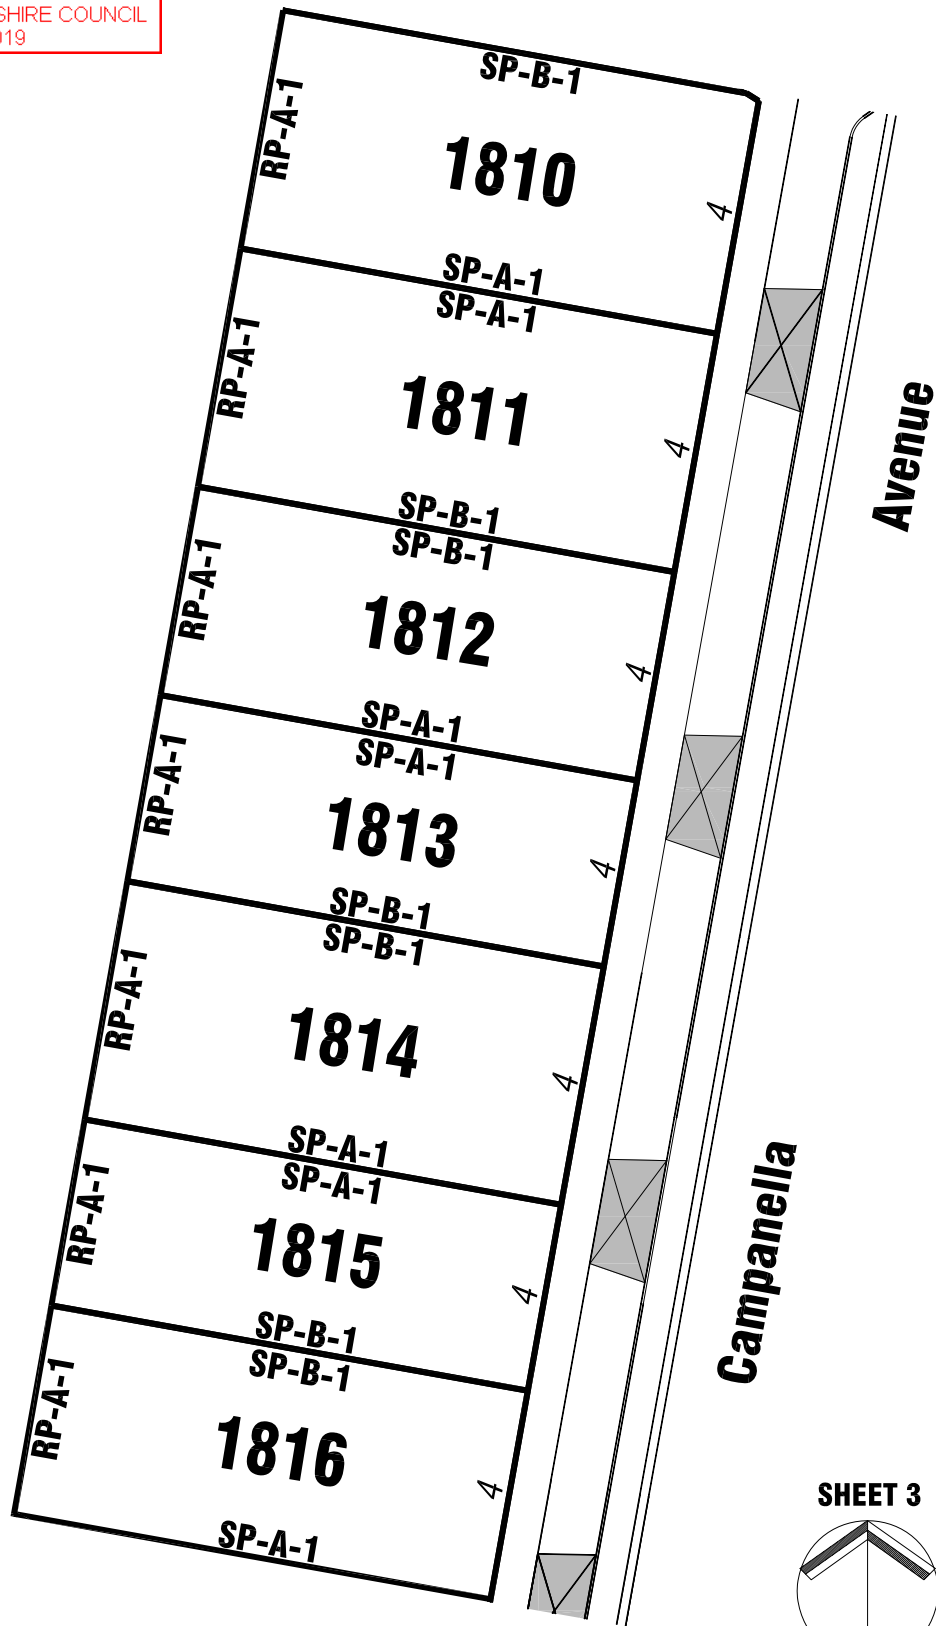 SHIRE COUNCIL
SP-B-1
RP-A-1
1810
4
SP-A-1
SP-A-1
RP-A-1
1811
4
SP-B-1
SP-B-1
RP-A-1
1812
4
SP-A-1
SP-A-1
RP-A-1
1813
4
SP-B-1
SP-B-1
RP-A-1
1814
4
SP-A-1
SP-A-1
RP-A-1
1815
4
SP-B-1
SP-B-1
RP-A-1
1816
4
SP-A-1
Campanella Avenue
SHEET 3